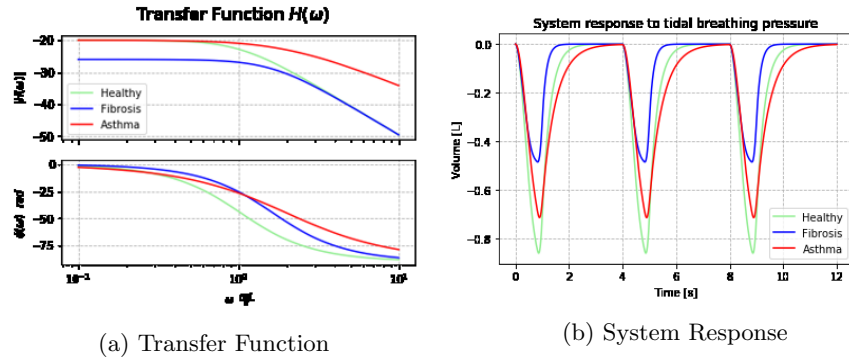 Transfer Function H(ω)
|H(ω)|
−20
−30
−40
−50
Healthy
Fibrosis
Asthma
ϕ(ω) rad
0
−25
−50
−75
10⁻¹
10⁰
10¹
(a) Transfer Function
System response to tidal breathing pressure
Volume [L]
0.0
−0.2
−0.4
−0.6
−0.8
Healthy
Fibrosis
Asthma
0
2
4
6
8
10
12
Time [s]
(b) System Response